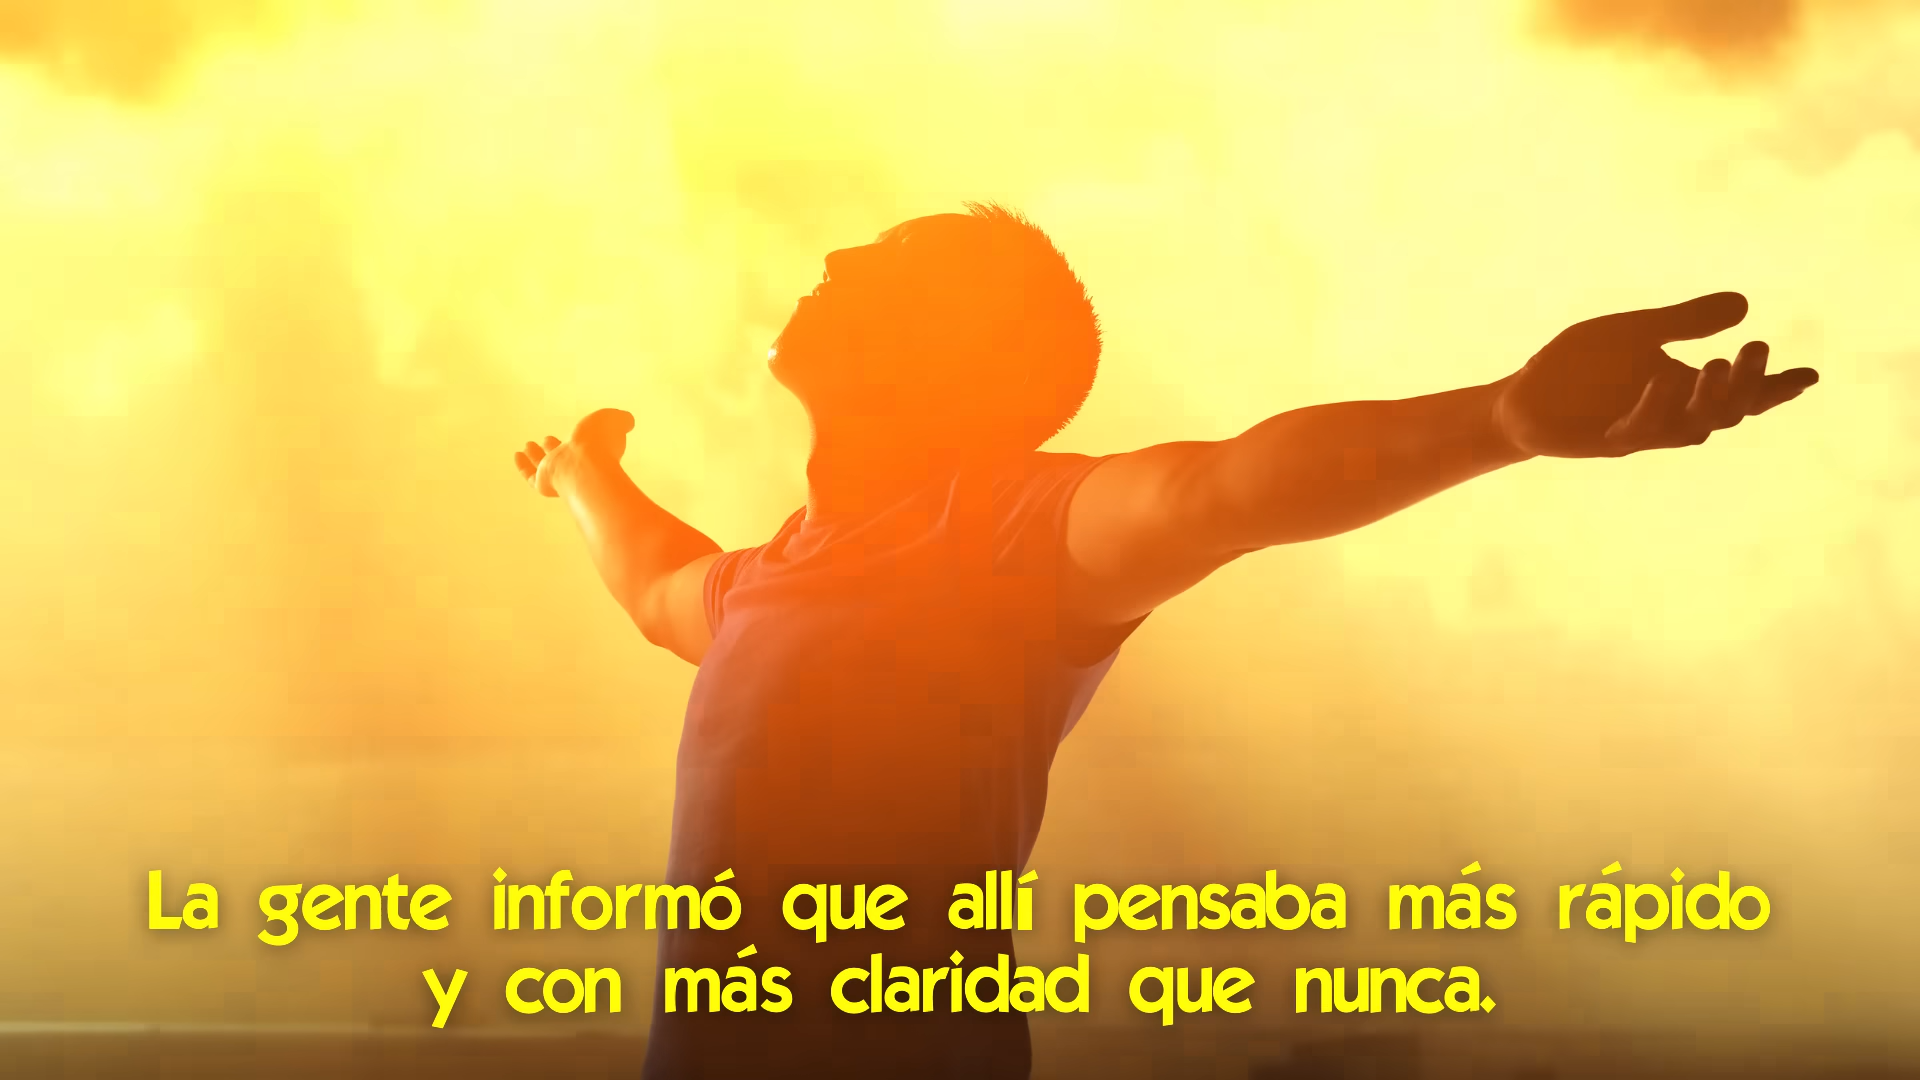 La gente informó que allí pensaba más rápido
y con más claridad que nunca.